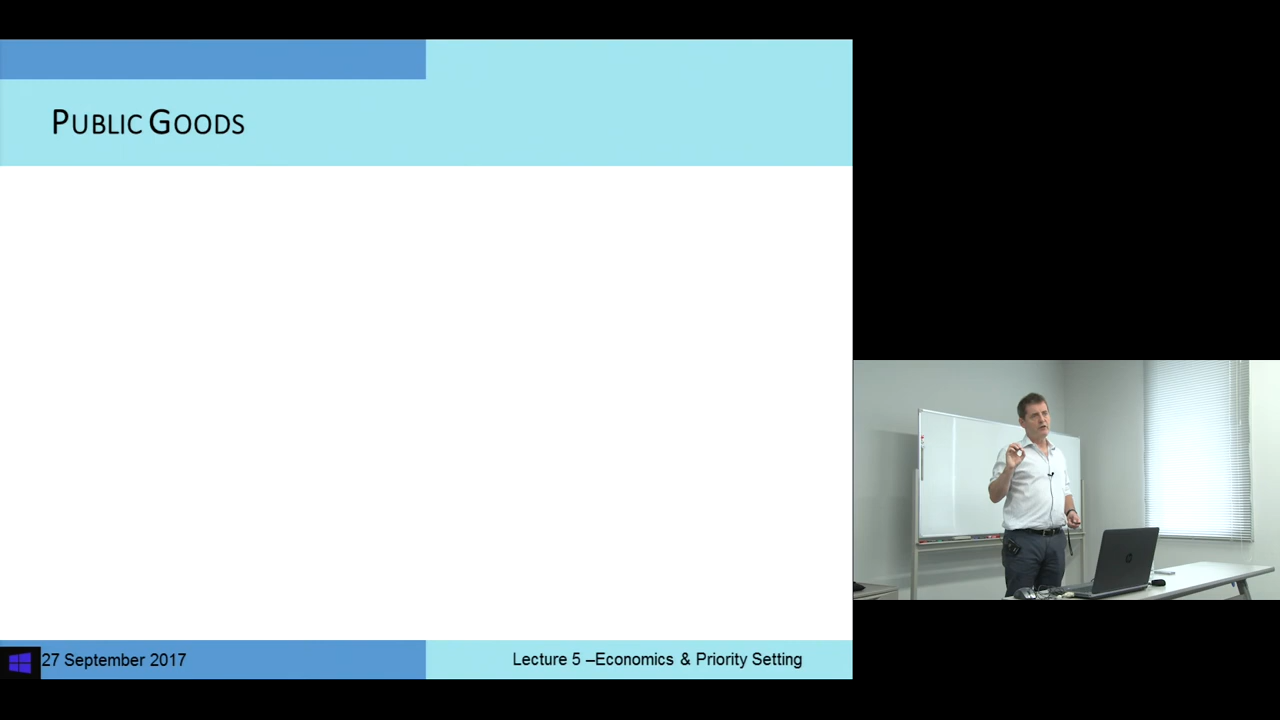 PUBLIC GOODS
27 September 2017
Lecture 5 –Economics & Priority Setting